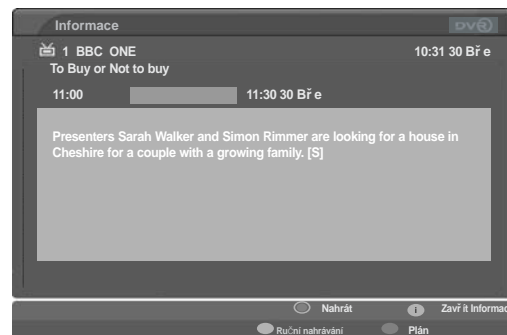 Informace DVR
1 BBC ONE 10:31 30 Bře
To Buy or Not to buy
11:00 11:30 30 Bře
Presenters Sarah Walker and Simon Rimmer are looking for a house in
Cheshire for a couple with a growing family. [S]
Nahrát i Zavřít Informac
Ruční nahrávání Plán